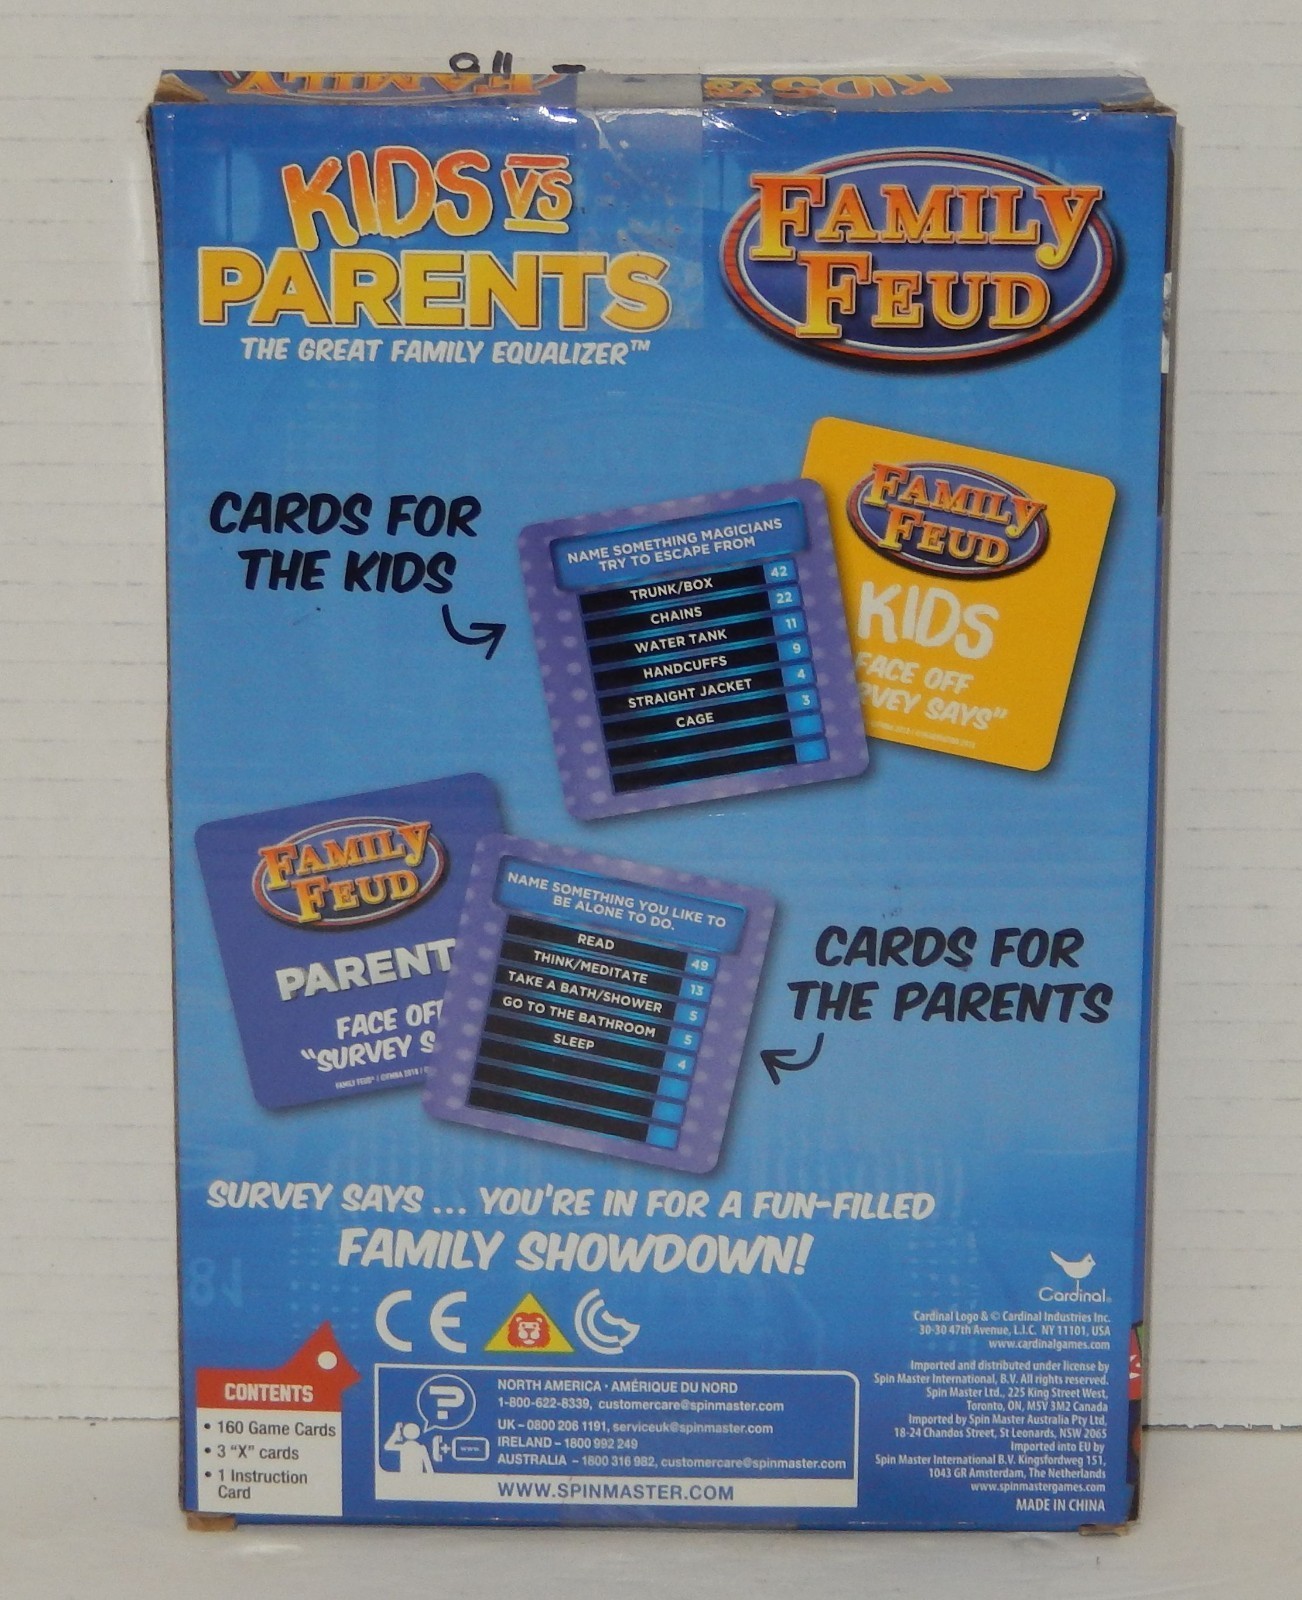 FAMILY
KIDS VS
KIDS VS
PARENTS
THE GREAT FAMILY EQUALIZER™
FAMILY
FEUD
CARDS FOR
THE KIDS
NAME SOMETHING MAGICIANS
TRY TO ESCAPE FROM
TRUNK/BOX 42
CHAINS 22
WATER TANK 11
HANDCUFFS 9
STRAIGHT JACKET 4
CAGE 3
FAMILY
FEUD
KIDS
FACE OFF
SAYS"
FAMILY
FEUD
PARENT
FACE OFF
"SURVEY S
NAME SOMETHING YOU LIKE TO
BE ALONE TO DO.
READ 49
THINK/MEDITATE 13
TAKE A BATH/SHOWER 5
GO TO THE BATHROOM 5
SLEEP 4
CARDS FOR
THE PARENTS
SURVEY SAYS ... YOU'RE IN FOR A FUN-FILLED
FAMILY SHOWDOWN!
CE
CONTENTS
• 160 Game Cards
• 3 "X" cards
• 1 Instruction
Card
?
www
NORTH AMERICA • AMÉRIQUE DU NORD
1-800-622-8339, customercare@spinmaster.com
UK – 0800 206 1191, serviceuk@spinmaster.com
IRELAND – 1800 992 249
AUSTRALIA – 1800 316 982, customercare@spinmaster.com
WWW.SPINMASTER.COM
Cardinal®
Cardinal Logo & © Cardinal Industries Inc.
30-30 47th Avenue, L.I.C. NY 11101, USA
www.cardinalgames.com
Imported and distributed under license by
Spin Master International, B.V. All rights reserved.
Spin Master Ltd., 225 King Street West,
Toronto, ON, M5V 3M2 Canada
Imported by Spin Master Australia Pty Ltd,
18-24 Chandos Street, St Leonards, NSW 2065
Imported into EU by
Spin Master International B.V. Kingsfordweg 151,
1043 GR Amsterdam, The Netherlands
www.spinmastergames.com
MADE IN CHINA